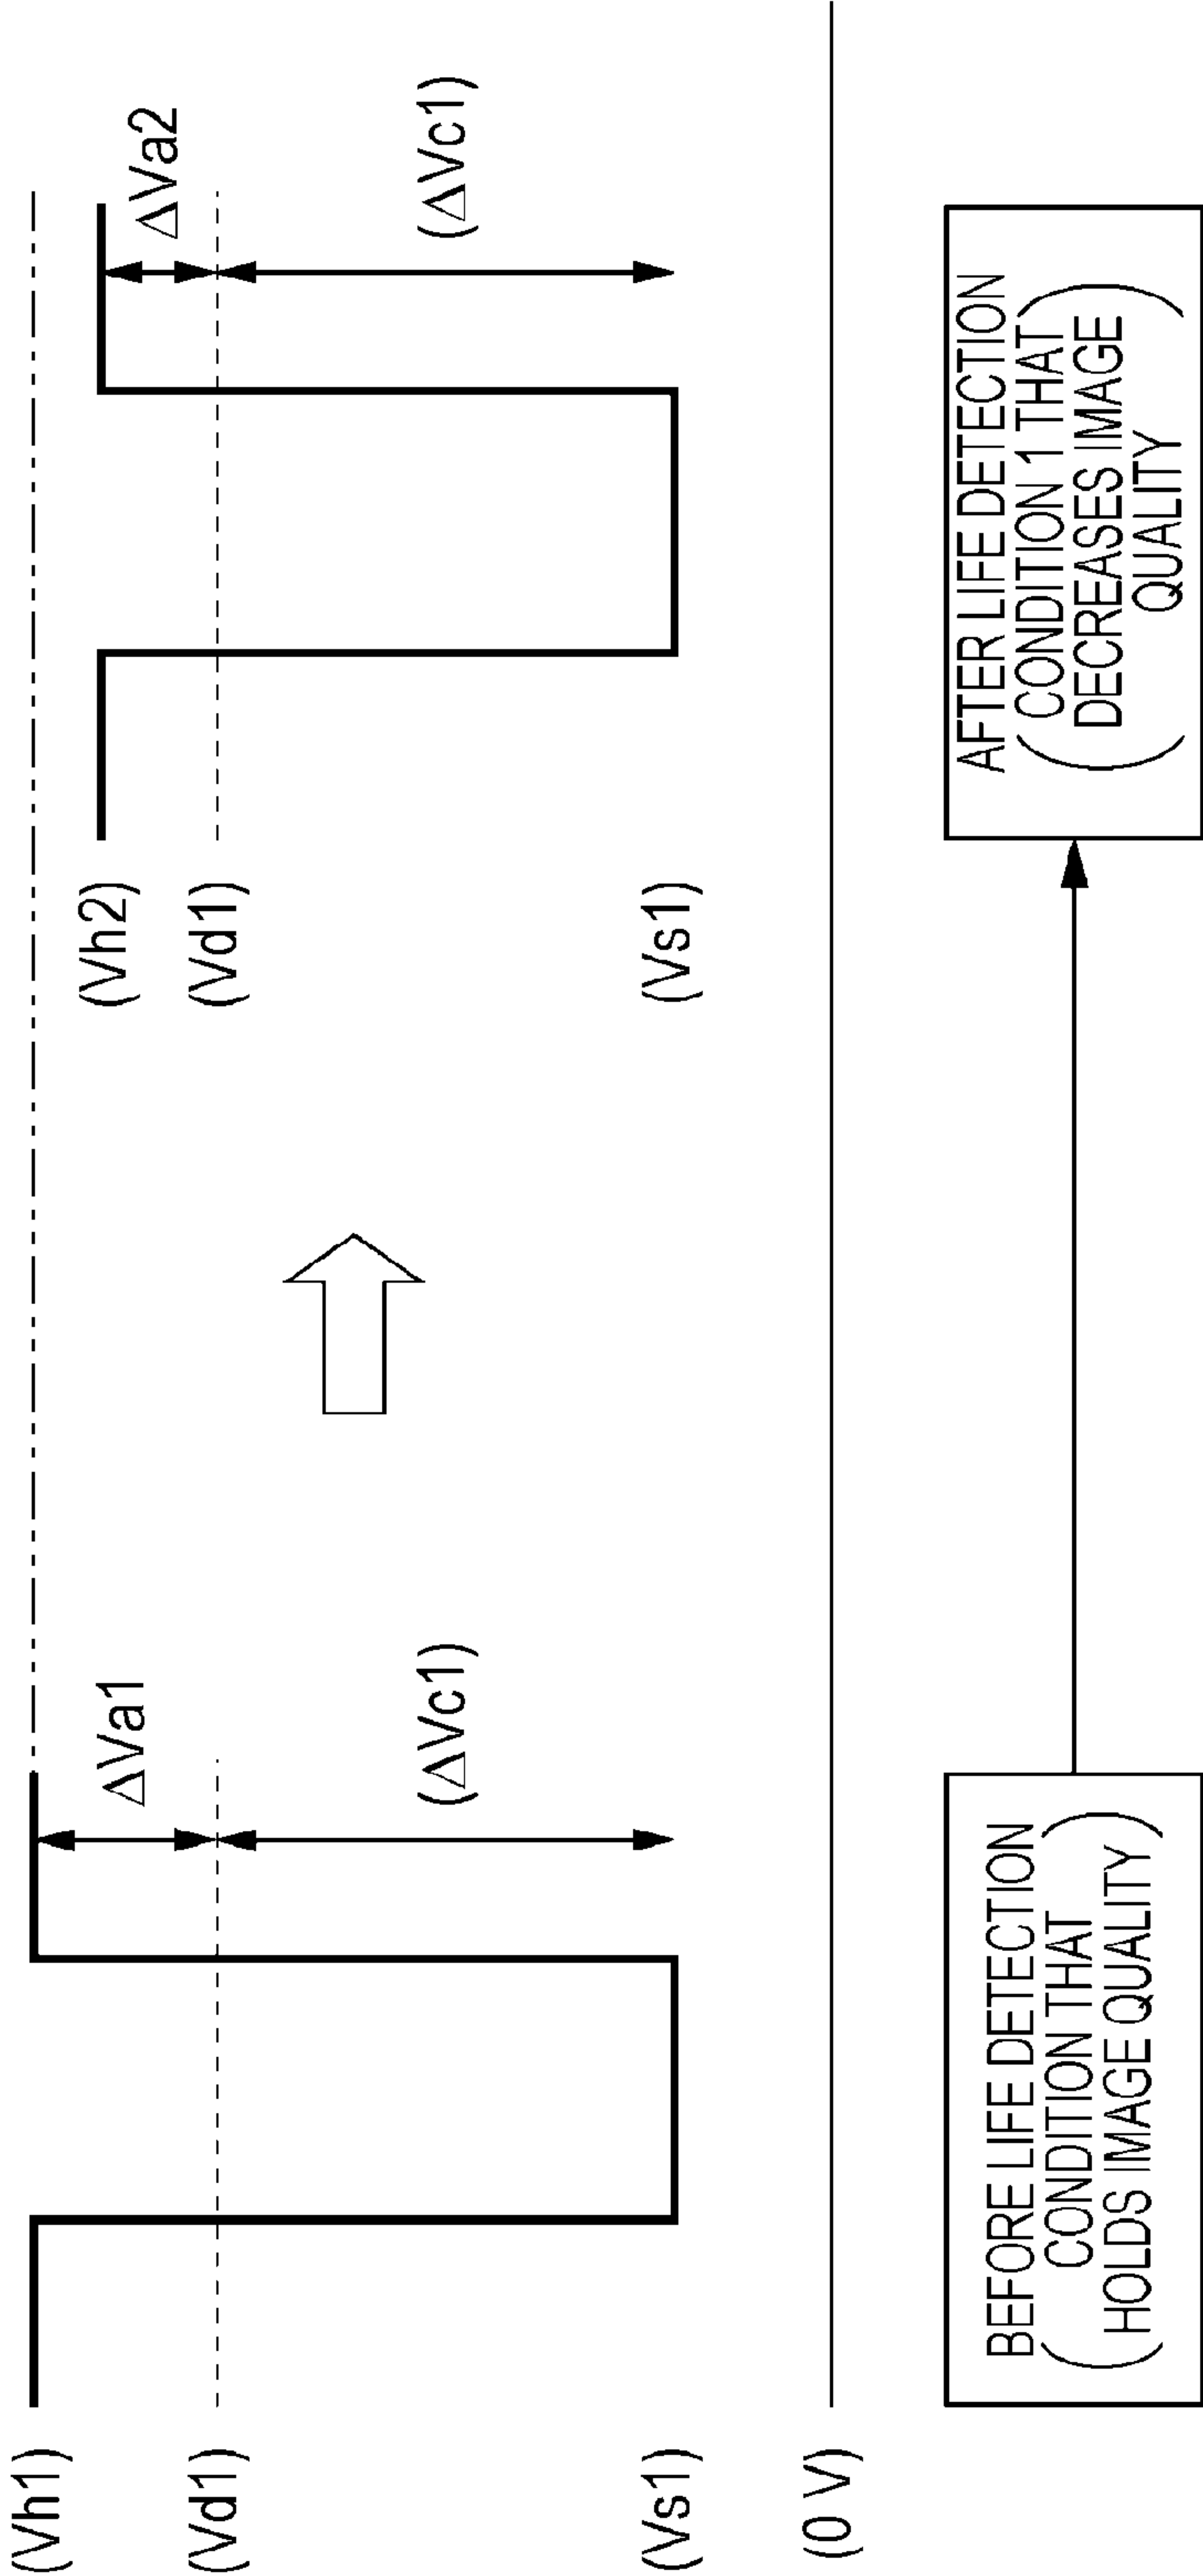 (Vh1)
ΔVa1
(Vd1)
(ΔVc1)
(Vs1)
(0 V)
(Vh2)
ΔVa2
(Vd1)
(ΔVc1)
(Vs1)
BEFORE LIFE DETECTION
(CONDITION THAT
HOLDS IMAGE QUALITY)
AFTER LIFE DETECTION
(CONDITION 1 THAT
DECREASES IMAGE
QUALITY)